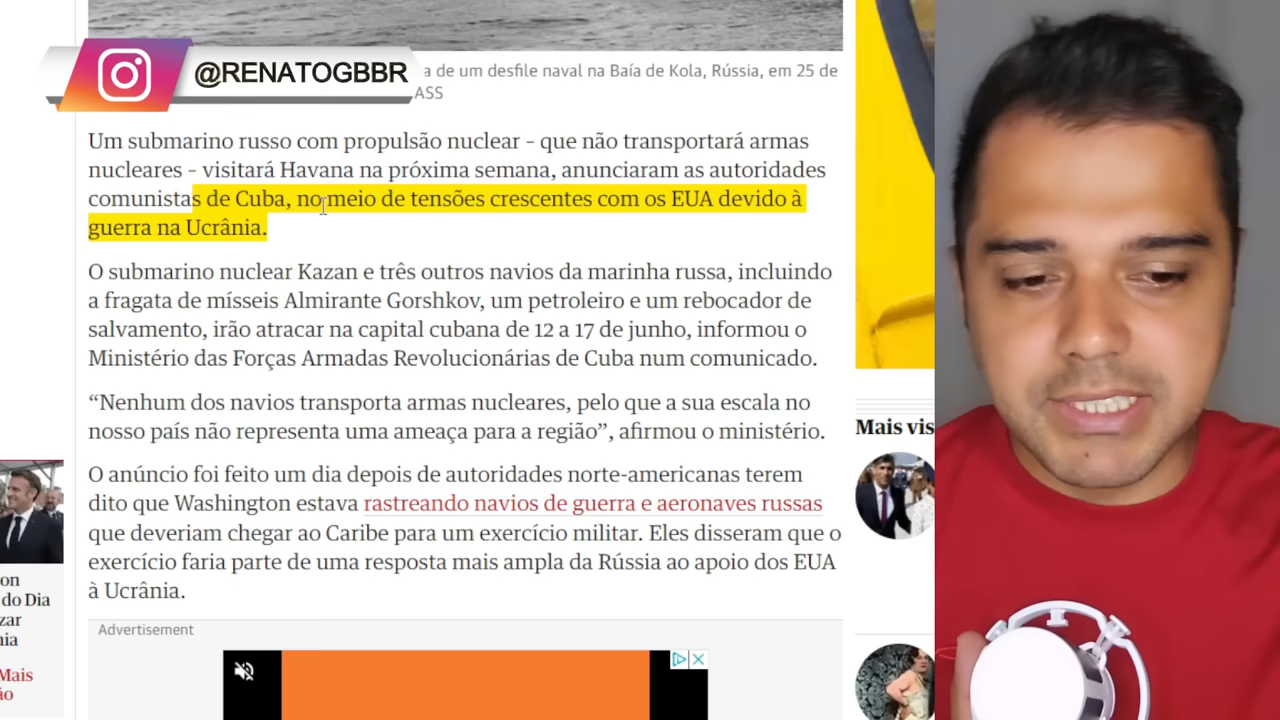 @RENATOGBBR
a de um desfile naval na Baía de Kola, Rússia, em 25 de
ASS
Um submarino russo com propulsão nuclear – que não transportará armas
nucleares – visitará Havana na próxima semana, anunciaram as autoridades
comunistas de Cuba, no meio de tensões crescentes com os EUA devido à
guerra na Ucrânia.
O submarino nuclear Kazan e três outros navios da marinha russa, incluindo
a fragata de mísseis Almirante Gorshkov, um petroleiro e um rebocador de
salvamento, irão atracar na capital cubana de 12 a 17 de junho, informou o
Ministério das Forças Armadas Revolucionárias de Cuba num comunicado.
“Nenhum dos navios transporta armas nucleares, pelo que a sua escala no
nosso país não representa uma ameaça para a região”, afirmou o ministério.
O anúncio foi feito um dia depois de autoridades norte-americanas terem
dito que Washington estava rastreando navios de guerra e aeronaves russas
que deveriam chegar ao Caribe para um exercício militar. Eles disseram que o
exercício faria parte de uma resposta mais ampla da Rússia ao apoio dos EUA
à Ucrânia.
Advertisement
Mais vis
on
do Dia
zar
nia
Mais
ão